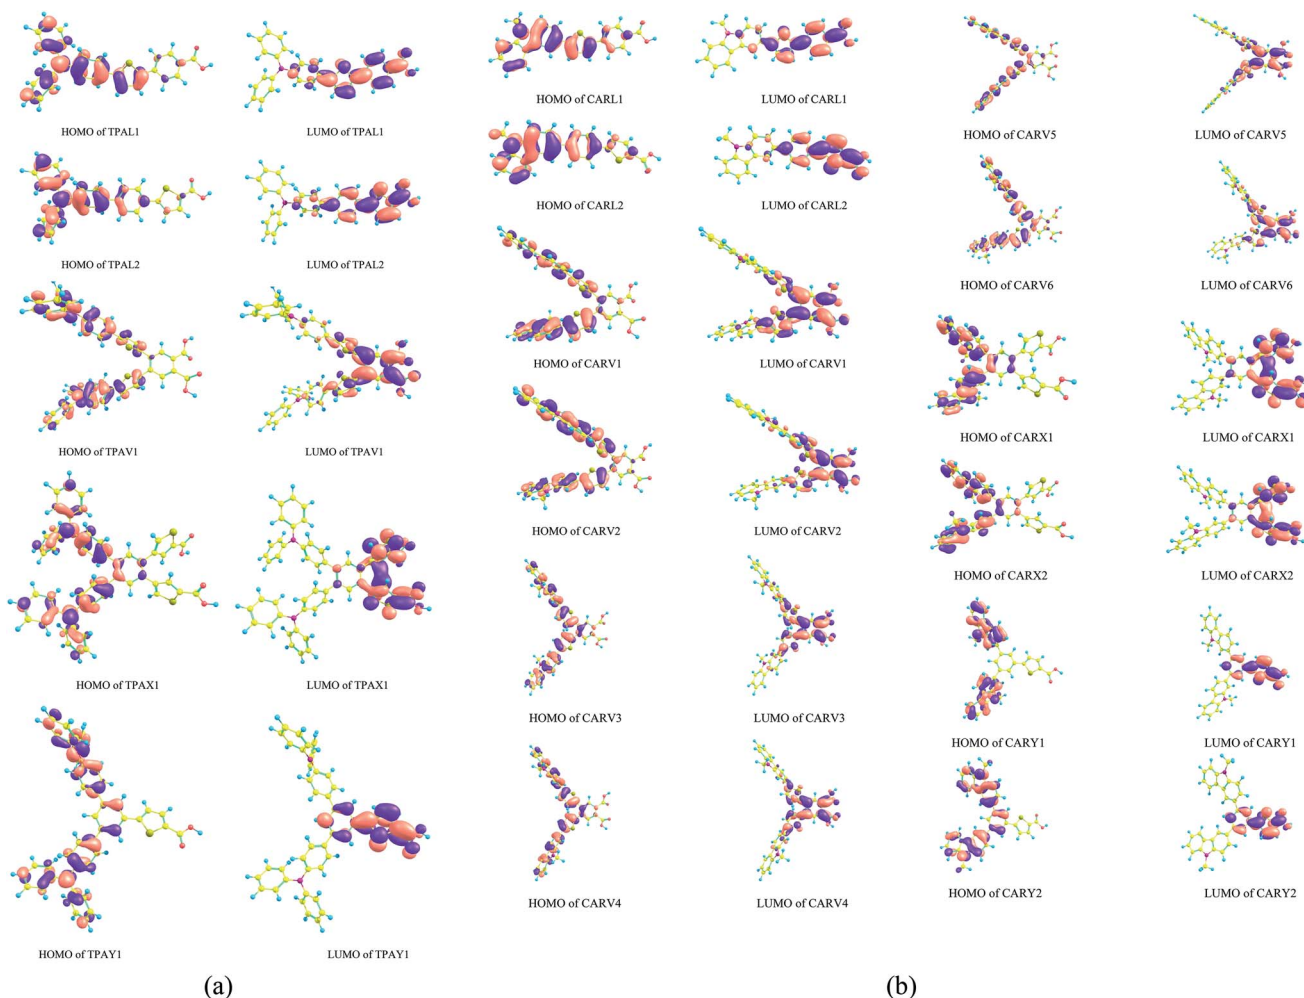 HOMO of TPAL1
LUMO of TPAL1
HOMO of TPAL2
LUMO of TPAL2
HOMO of TPAV1
LUMO of TPAV1
HOMO of TPAX1
LUMO of TPAX1
HOMO of TPAY1
LUMO of TPAY1
(a)
HOMO of CARL1
LUMO of CARL1
HOMO of CARL2
LUMO of CARL2
HOMO of CARV1
LUMO of CARV1
HOMO of CARV2
LUMO of CARV2
HOMO of CARV3
LUMO of CARV3
HOMO of CARV4
LUMO of CARV4
HOMO of CARV5
LUMO of CARV5
HOMO of CARV6
LUMO of CARV6
HOMO of CARX1
LUMO of CARX1
HOMO of CARX2
LUMO of CARX2
HOMO of CARY1
LUMO of CARY1
HOMO of CARY2
LUMO of CARY2
(b)